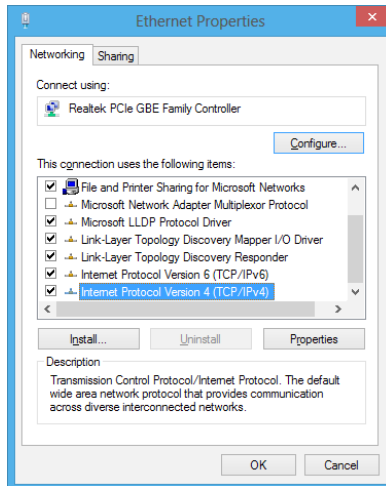 Ethernet Properties
Networking
Sharing
Connect using:
Realtek PCIe GBE Family Controller
Configure...
This connection uses the following items:
File and Printer Sharing for Microsoft Networks
Microsoft Network Adapter Multiplexor Protocol
Microsoft LLDP Protocol Driver
Link-Layer Topology Discovery Mapper I/O Driver
Link-Layer Topology Discovery Responder
Internet Protocol Version 6 (TCP/IPv6)
Internet Protocol Version 4 (TCP/IPv4)
Install...
Uninstall
Properties
Description
Transmission Control Protocol/Internet Protocol. The default
wide area network protocol that provides communication
across diverse interconnected networks.
OK
Cancel